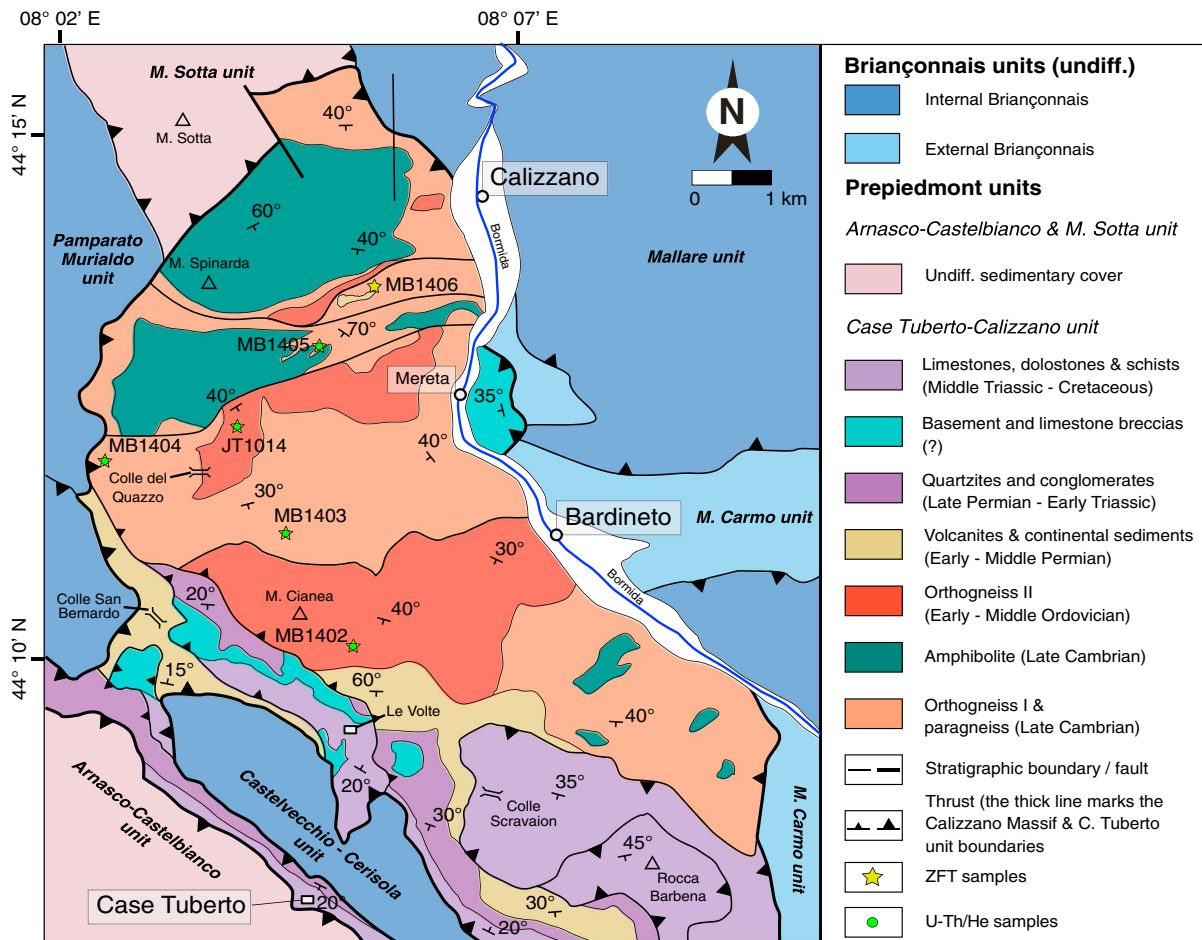 08° 02' E
08° 07' E
44° 15' N
44° 10' N
M. Sotta unit
M. Sotta
40°
Calizzano
N
0 1 km
60°
40°
Bormida
Pamparato
Murialdo
unit
M. Spinarda
Mallare unit
MB1406
70°
MB1405
Mereta
35°
40°
MB1404
JT1014
40°
Colle del
Quazzo
30°
MB1403
Bardineto
M. Carmo unit
30°
Bormida
Colle San
Bernardo
20°
M. Cianea
40°
MB1402
15°
60°
Le Volte
40°
20°
35°
Arnasco-Castelbianco
unit
Castelvecchio - Cerisola
unit
30°
Colle
Scravaion
45°
Rocca
Barbena
M. Carmo unit
Case Tuberto
20°
30°
20°
Briançonnais units (undiff.)
Internal Briançonnais
External Briançonnais
Prepiedmont units
Arnasco-Castelbianco & M. Sotta unit
Undiff. sedimentary cover
Case Tuberto-Calizzano unit
Limestones, dolostones & schists
(Middle Triassic - Cretaceous)
Basement and limestone breccias
(?)
Quartzites and conglomerates
(Late Permian - Early Triassic)
Volcanites & continental sediments
(Early - Middle Permian)
Orthogneiss II
(Early - Middle Ordovician)
Amphibolite (Late Cambrian)
Orthogneiss I &
paragneiss (Late Cambrian)
Stratigraphic boundary / fault
Thrust (the thick line marks the
Calizzano Massif & C. Tuberto
unit boundaries)
ZFT samples
U-Th/He samples